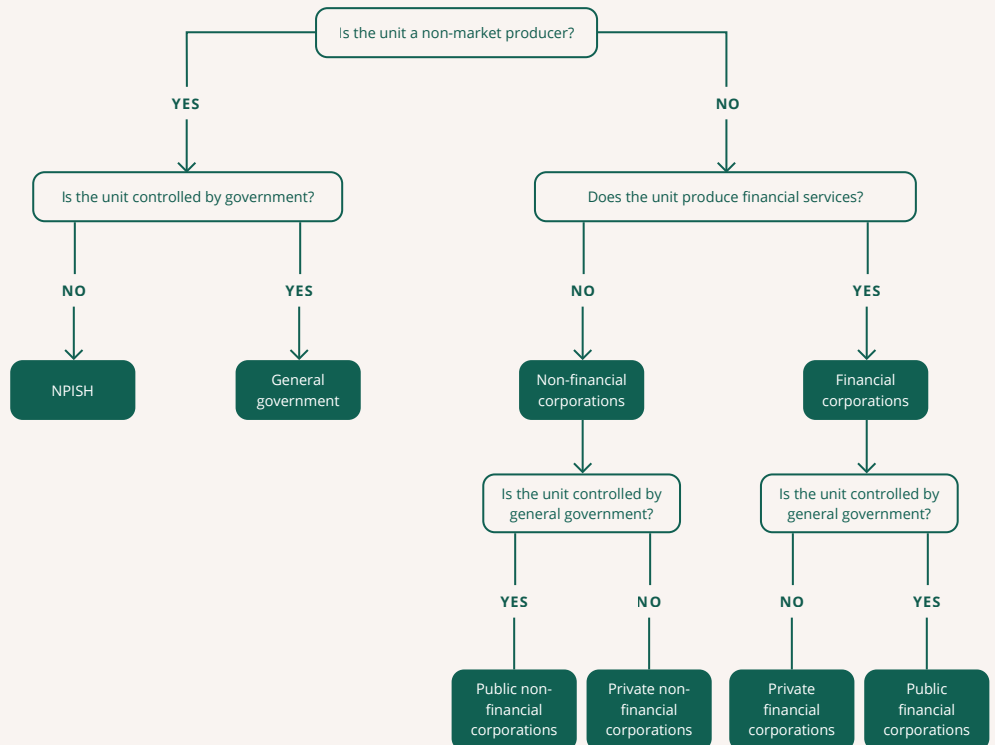 Is the unit a non-market producer?
YES
NO
Is the unit controlled by government?
Does the unit produce financial services?
NO
YES
NO
YES
NPISH
General
government
Non-financial
corporations
Financial
corporations
Is the unit controlled by
general government?
Is the unit controlled by
general government?
YES
NO
NO
YES
Public non-
financial
corporations
Private non-
financial
corporations
Private
financial
corporations
Public
financial
corporations